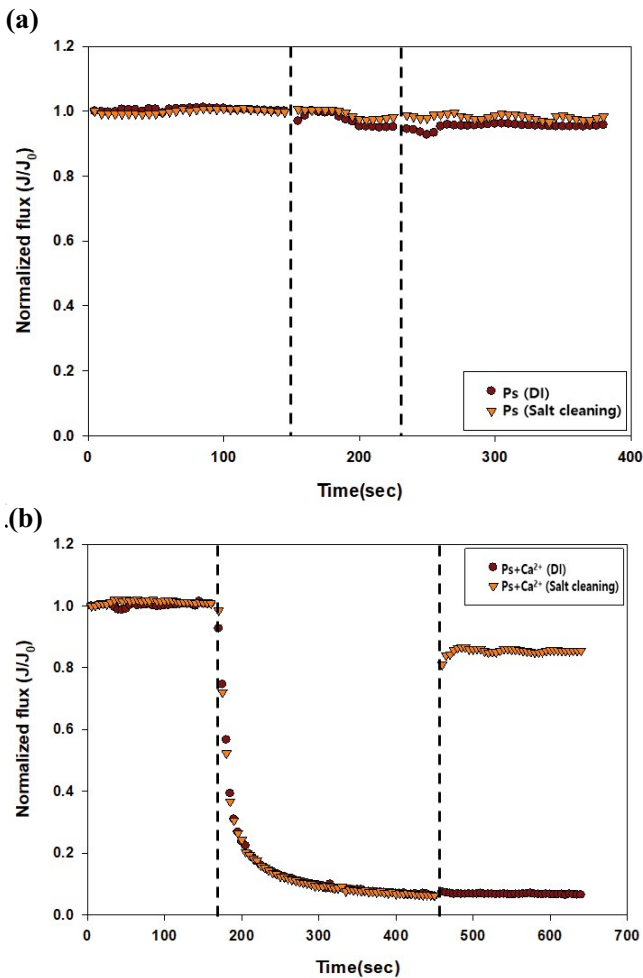 (a)
1.2
1.0
0.8
0.6
0.4
0.2
0.0
Normalized flux (J/J₀)
Ps (DI)
Ps (Salt cleaning)
0 100 200 300 400
Time(sec)
.(b)
1.2
1.0
0.8
0.6
0.4
0.2
0.0
Normalized flux (J/J₀)
Ps+Ca²⁺ (DI)
Ps+Ca²⁺ (Salt cleaning)
0 100 200 300 400 500 600 700
Time(sec)